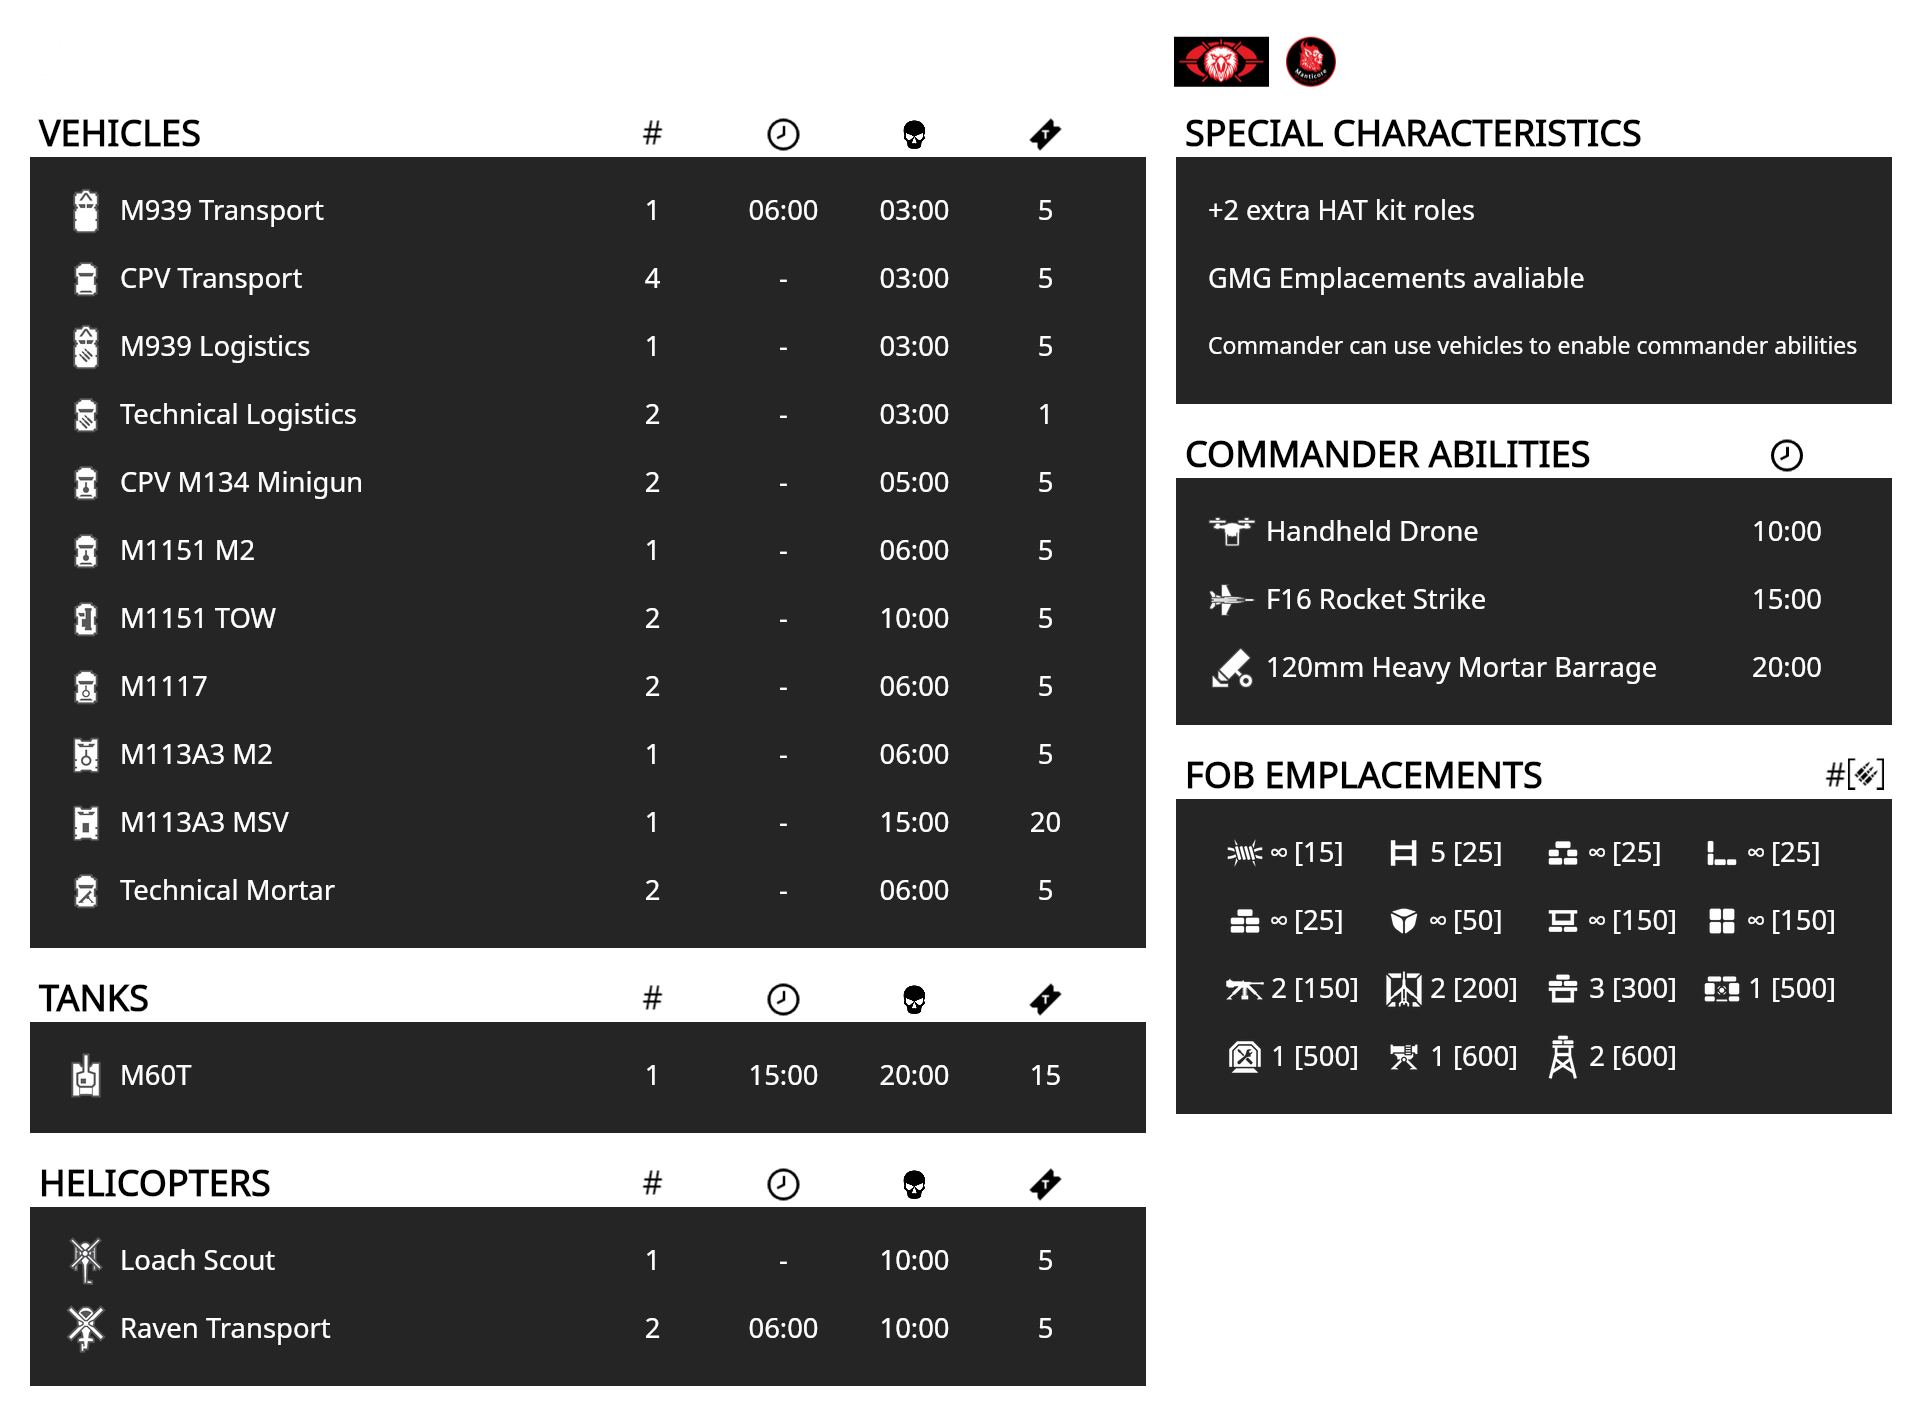 Manticore
VEHICLES #
M939 Transport 1 06:00 03:00 5
CPV Transport 4 - 03:00 5
M939 Logistics 1 - 03:00 5
Technical Logistics 2 - 03:00 1
CPV M134 Minigun 2 - 05:00 5
M1151 M2 1 - 06:00 5
M1151 TOW 2 - 10:00 5
M1117 2 - 06:00 5
M113A3 M2 1 - 06:00 5
M113A3 MSV 1 - 15:00 20
Technical Mortar 2 - 06:00 5
TANKS #
M60T 1 15:00 20:00 15
HELICOPTERS #
Loach Scout 1 - 10:00 5
Raven Transport 2 06:00 10:00 5
SPECIAL CHARACTERISTICS
+2 extra HAT kit roles
GMG Emplacements avaliable
Commander can use vehicles to enable commander abilities
COMMANDER ABILITIES
Handheld Drone 10:00
F16 Rocket Strike 15:00
120mm Heavy Mortar Barrage 20:00
FOB EMPLACEMENTS #[]
∞ [15] 5 [25] ∞ [25] ∞ [25]
∞ [25] ∞ [50] ∞ [150] ∞ [150]
2 [150] 2 [200] 3 [300] 1 [500]
1 [500] 1 [600] 2 [600]